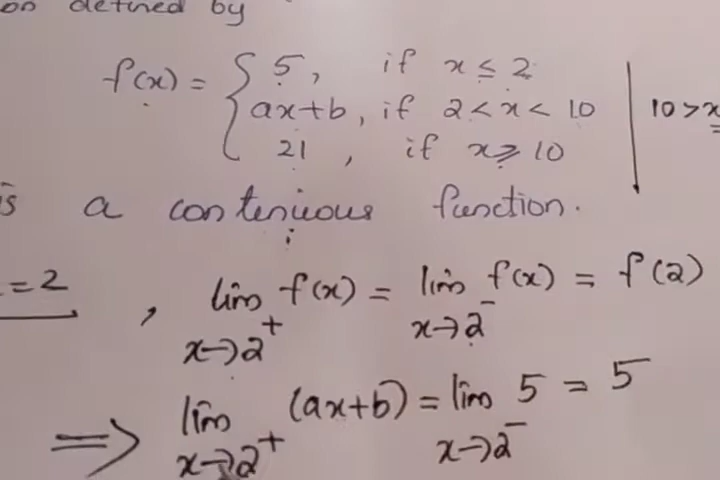 on defined by
f(x) = { 5, if x ≤ 2
ax+b, if 2 < x < 10 | 10 > x
21, if x ≥ 10
is a contenuous function.
= 2 , lim x→2⁺ f(x) = lim x→2⁻ f(x) = f(2)
⟹ lim x→2⁺ (ax+b) = lim x→2⁻ 5 = 5